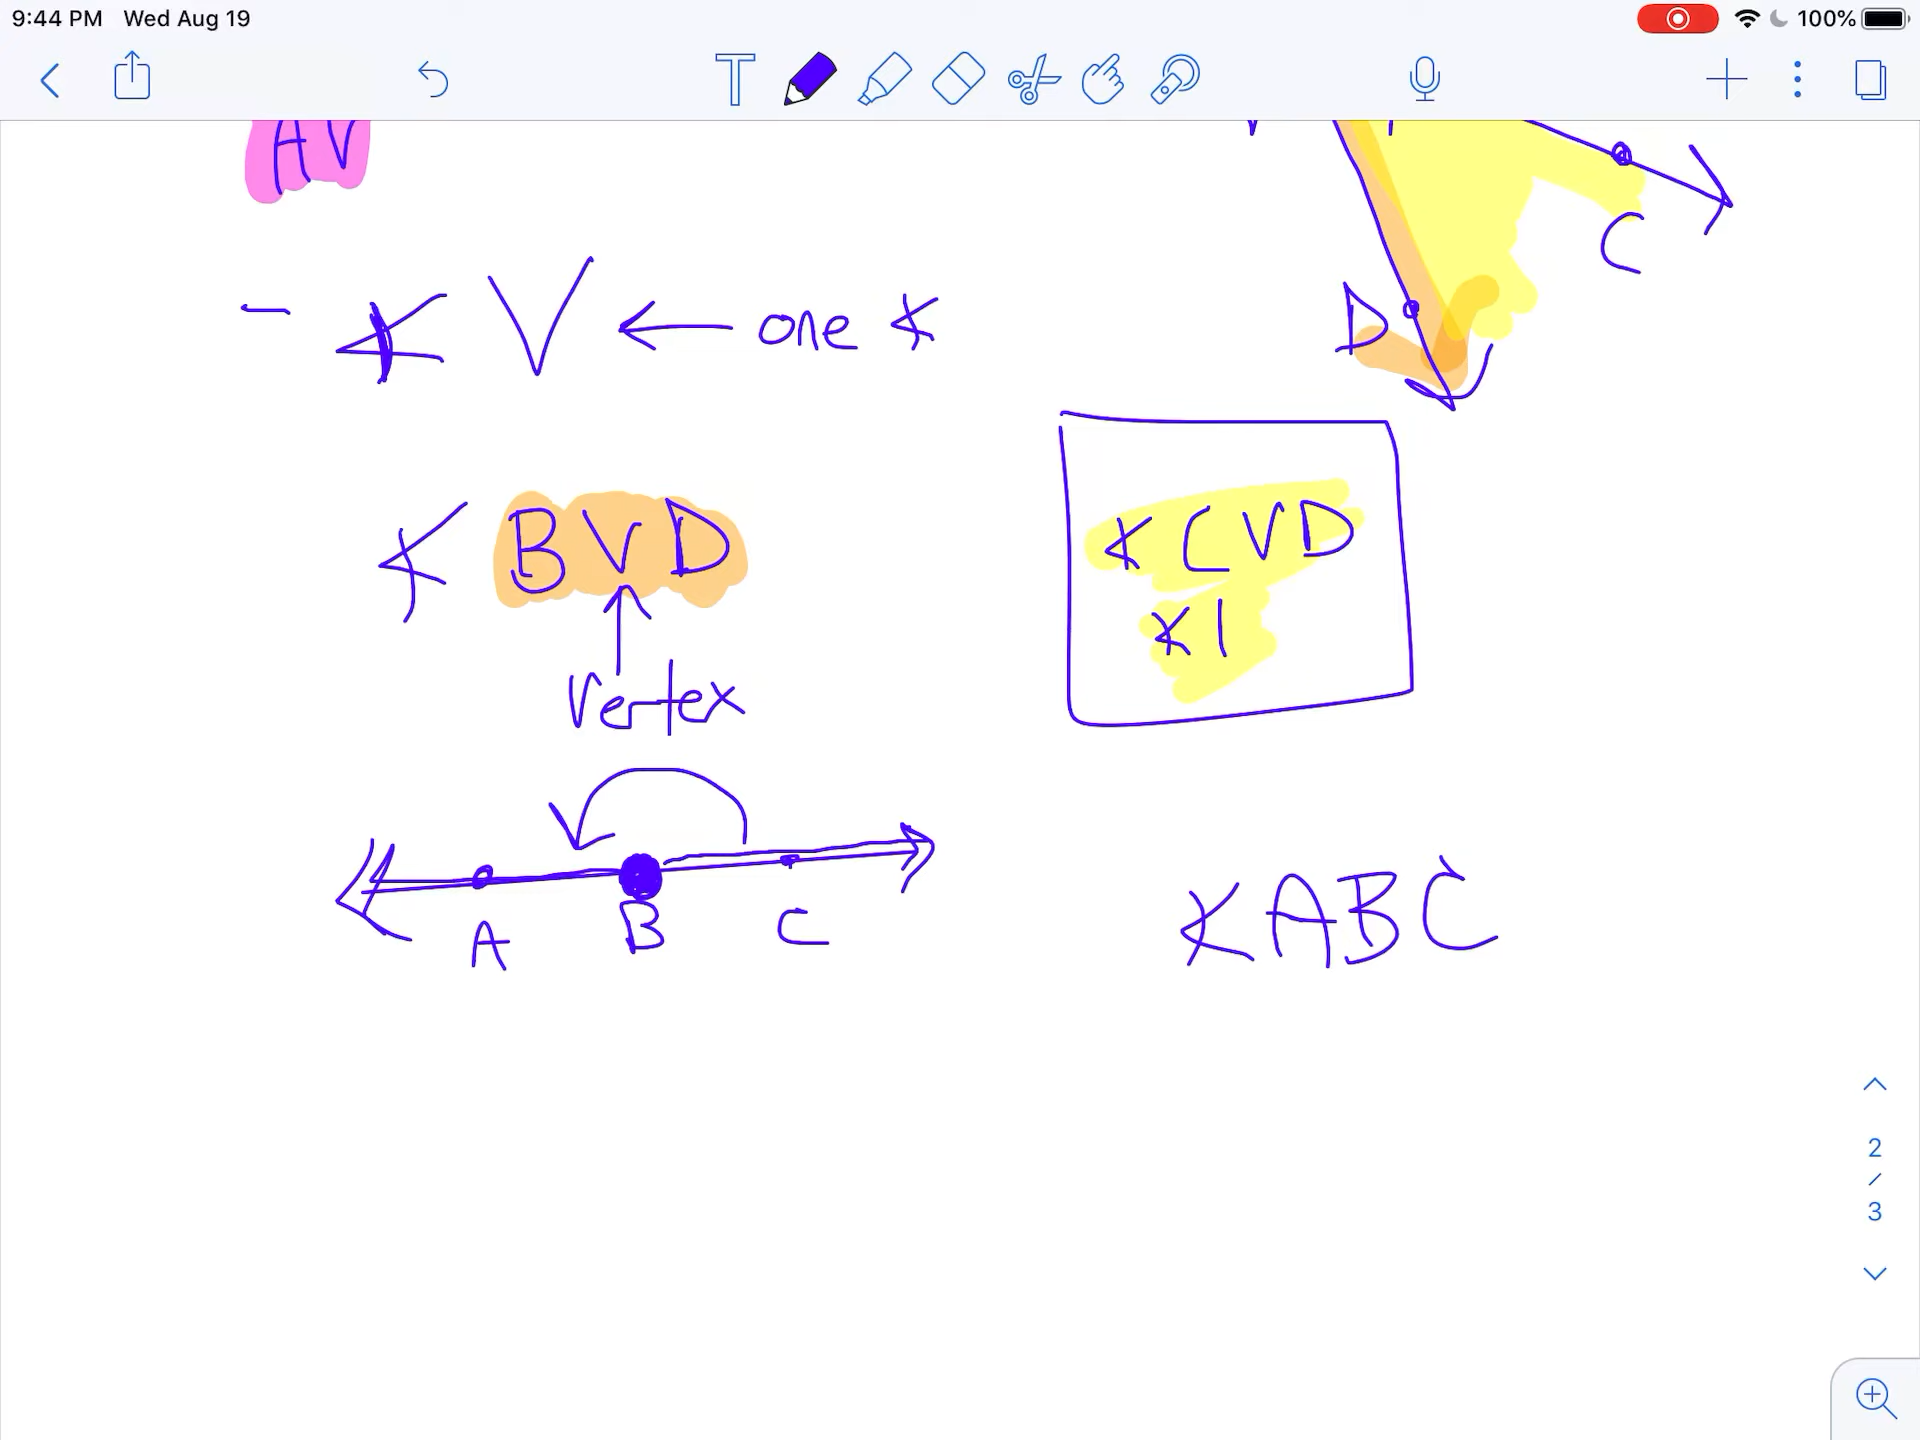 9:44 PM Wed Aug 19
100%
T
AV
C
D
∠ V ← one ∠
∠ BVD
∠ CVD
∠ 1
Vertex
A B C
∠ABC
2
/
3